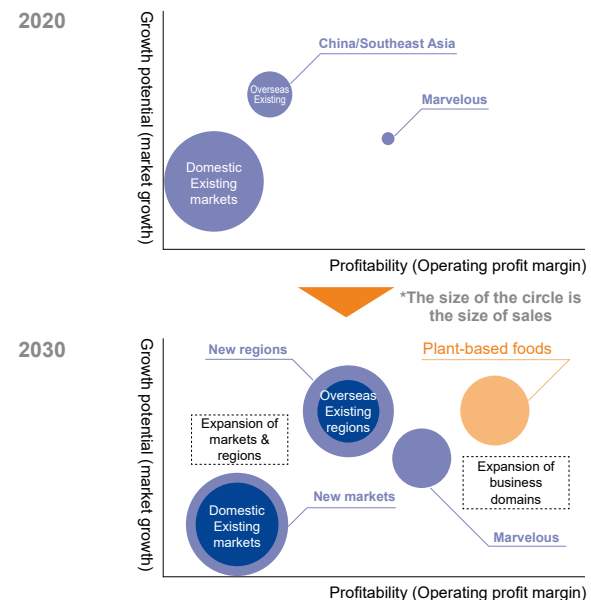 2020
Growth potential (market growth)
China/Southeast Asia
Overseas
Existing
Marvelous
Domestic
Existing
markets
Profitability (Operating profit margin)
*The size of the circle is
the size of sales
2030
Growth potential (market growth)
New regions
Plant-based foods
Overseas
Existing
regions
Expansion of
markets &
regions
Expansion of
business
domains
New markets
Domestic
Existing
markets
Marvelous
Profitability (Operating profit margin)